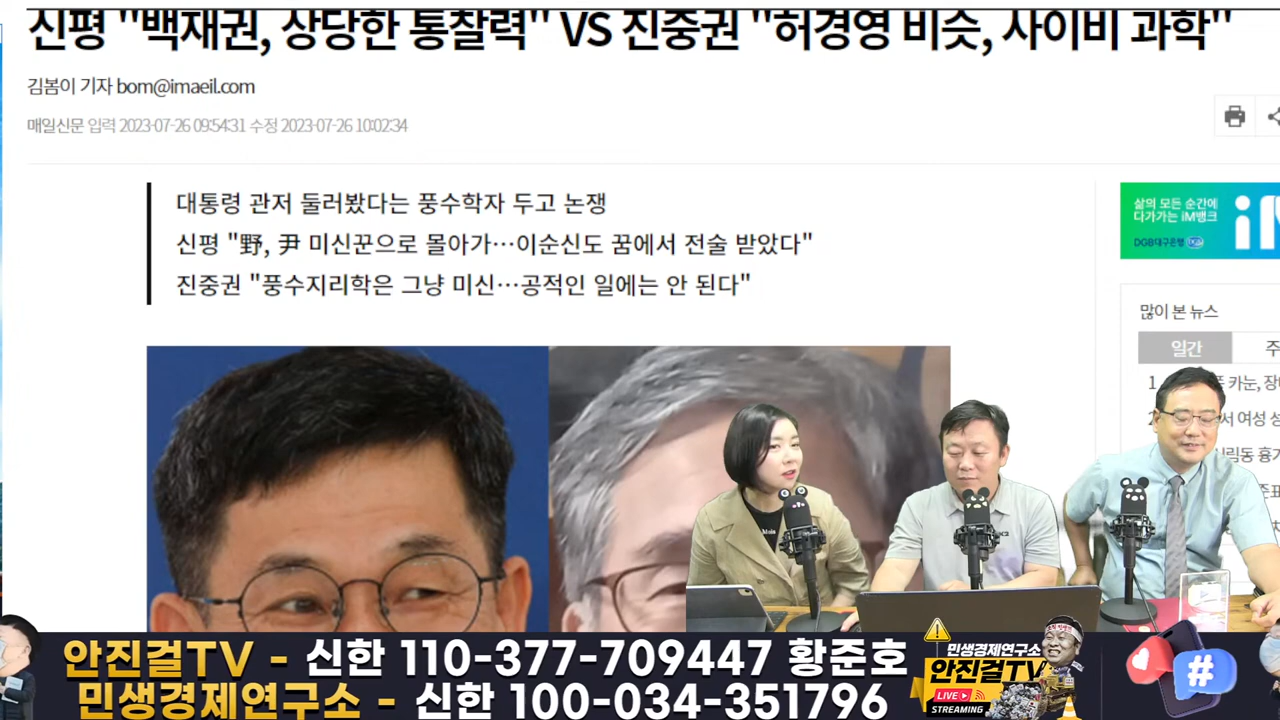 신평 "백재권, 상당한 통찰력" VS 진중권 "허경영 비슷, 사이비 과학"
김봄이 기자 bom@imaeil.com
매일신문 입력 2023-07-26 09:54:31 수정 2023-07-26 10:02:34
대통령 관저 둘러봤다는 풍수학자 두고 논쟁
신평 "野, 尹 미신꾼으로 몰아가…이순신도 꿈에서 전술 받았다"
진중권 "풍수지리학은 그냥 미신…공적인 일에는 안 된다"
삶의 모든 순간에
다가가는 iM뱅크
DGB대구은행
iM
많이 본 뉴스
일간
1
카눈,
2
서 여성
안진걸TV - 신한 110-377-709447 황준호
민생경제연구소 - 신한 100-034-351796
민생경제연구소
안진걸TV
LIVE
STREAMING
#